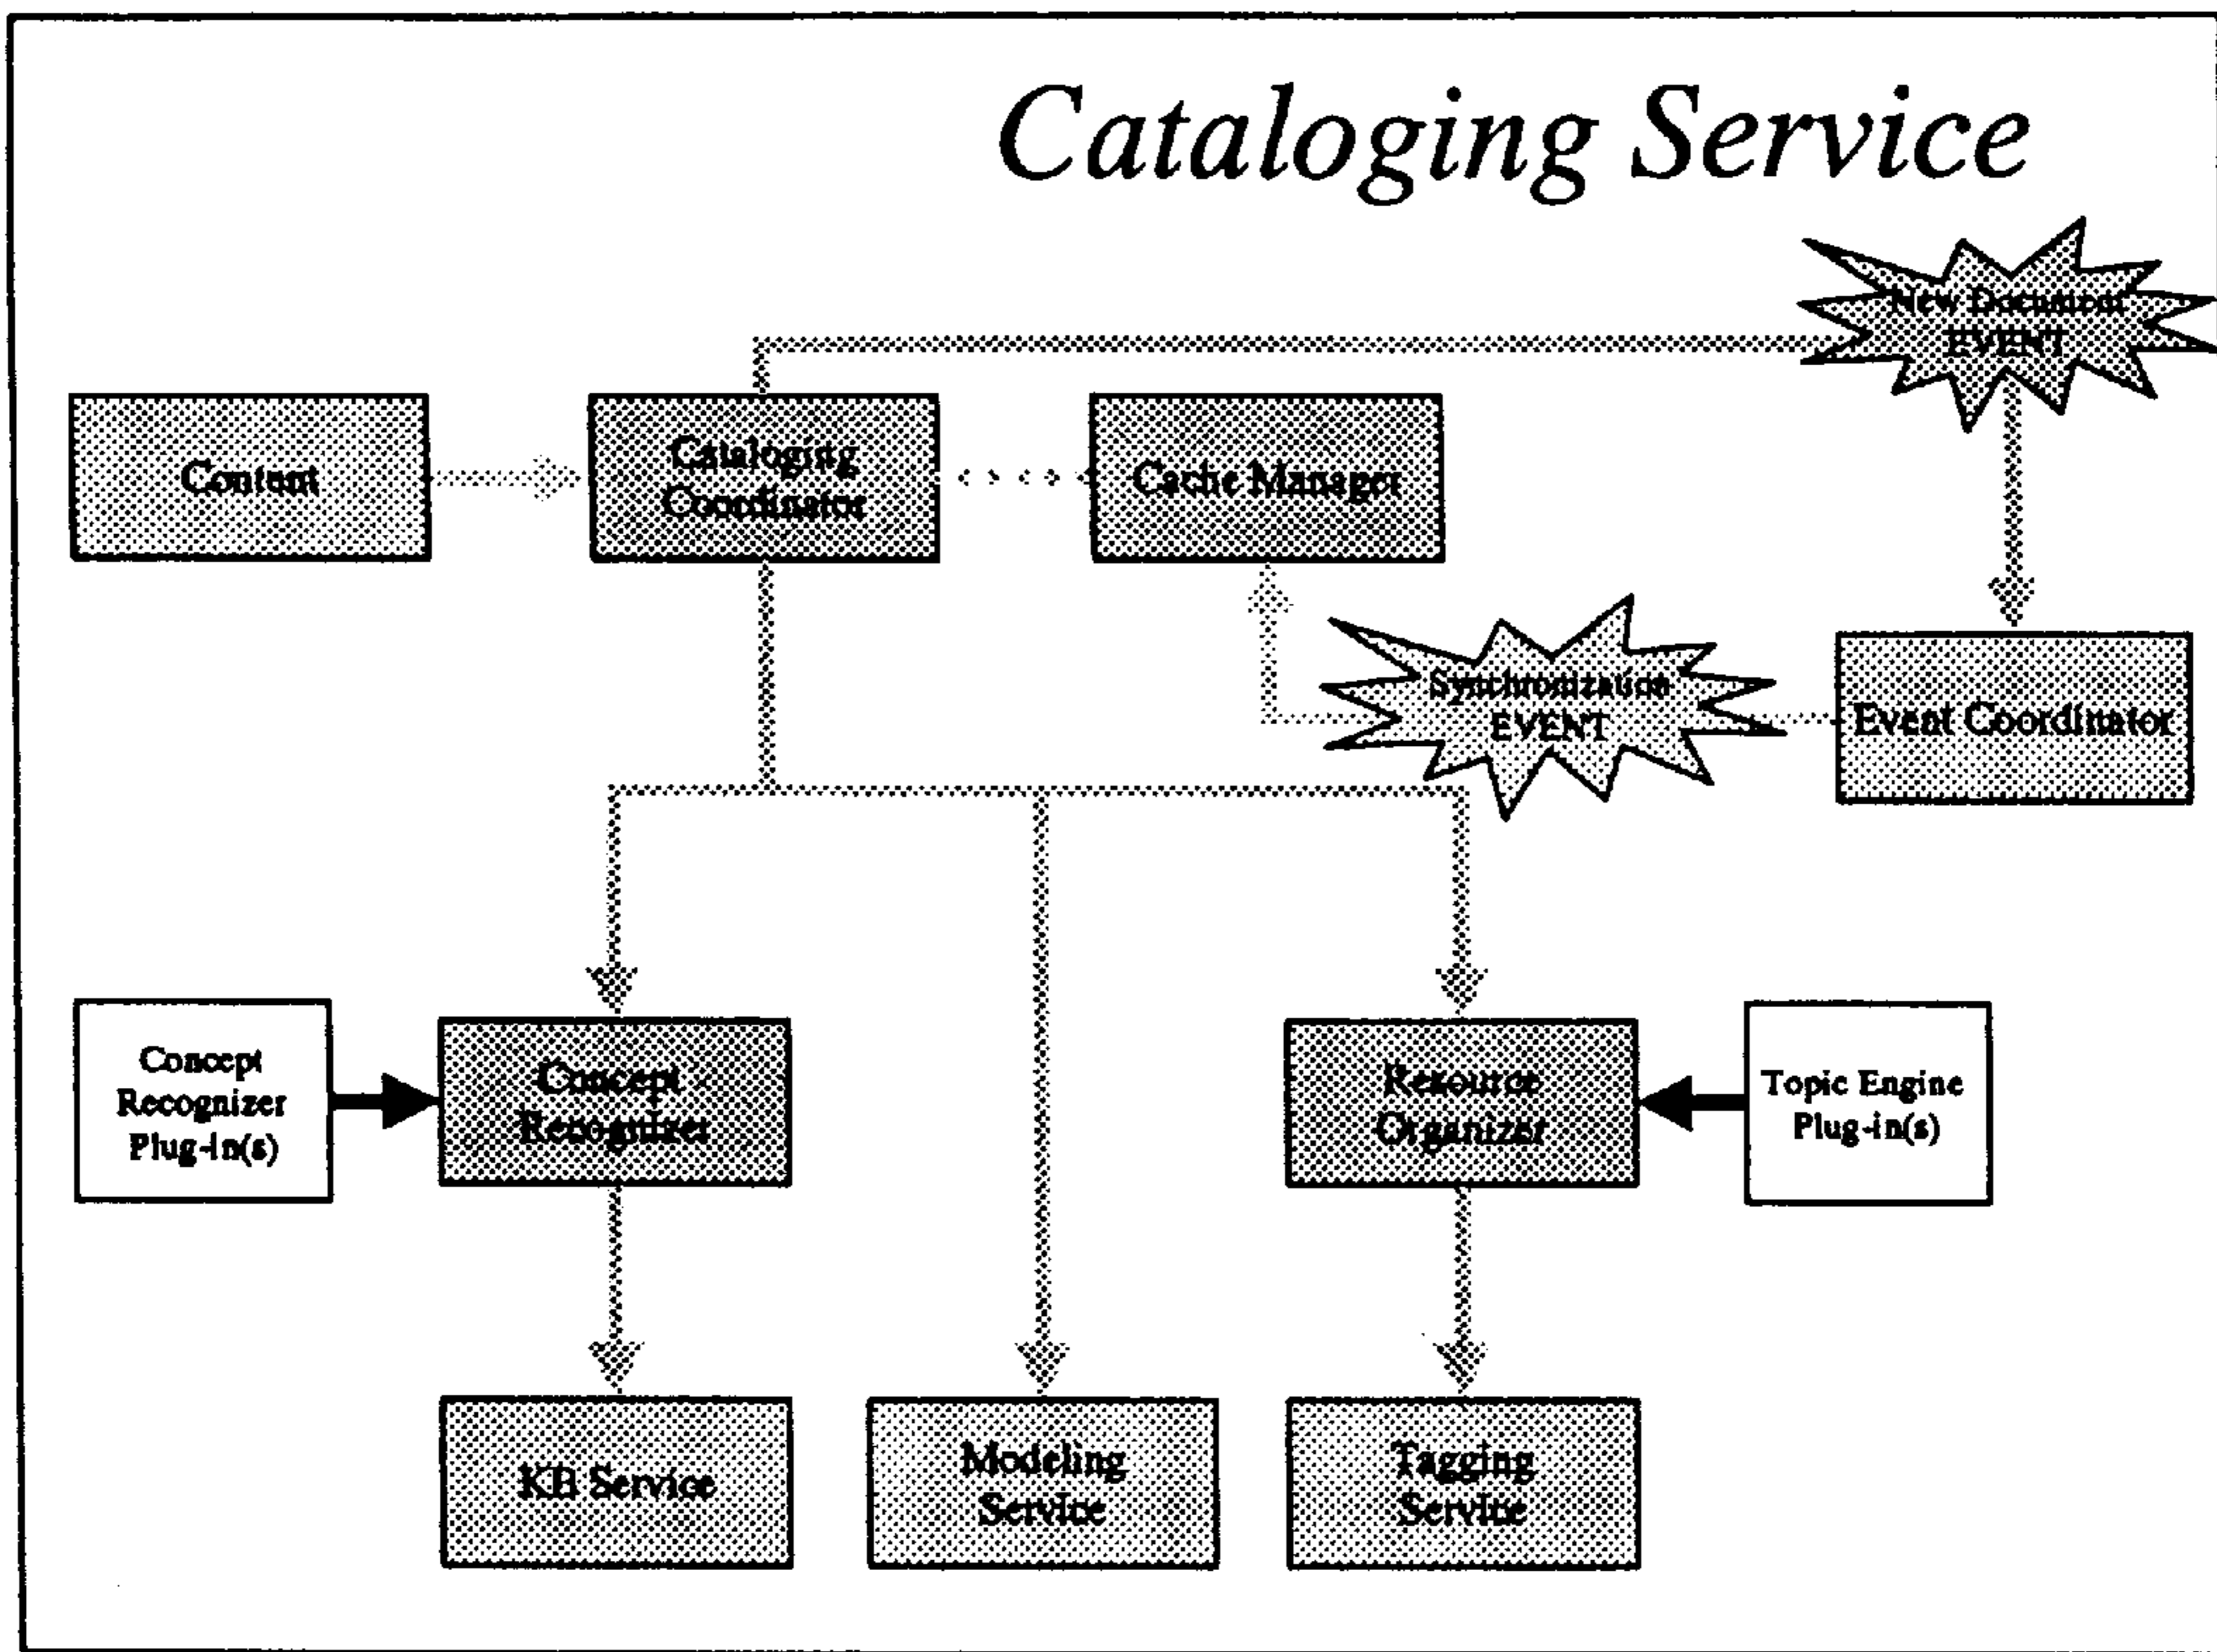 Cataloging Service
New Document
EVENT
Content
Cataloging
Coordinator
Cache Manager
Synchronization
EVENT
Event Coordinator
Concept
Recognizer
Plug-in(s)
Concept
Recognizer
Resource
Organizer
Topic Engine
Plug-in(s)
KB Service
Modeling
Service
Tagging
Service